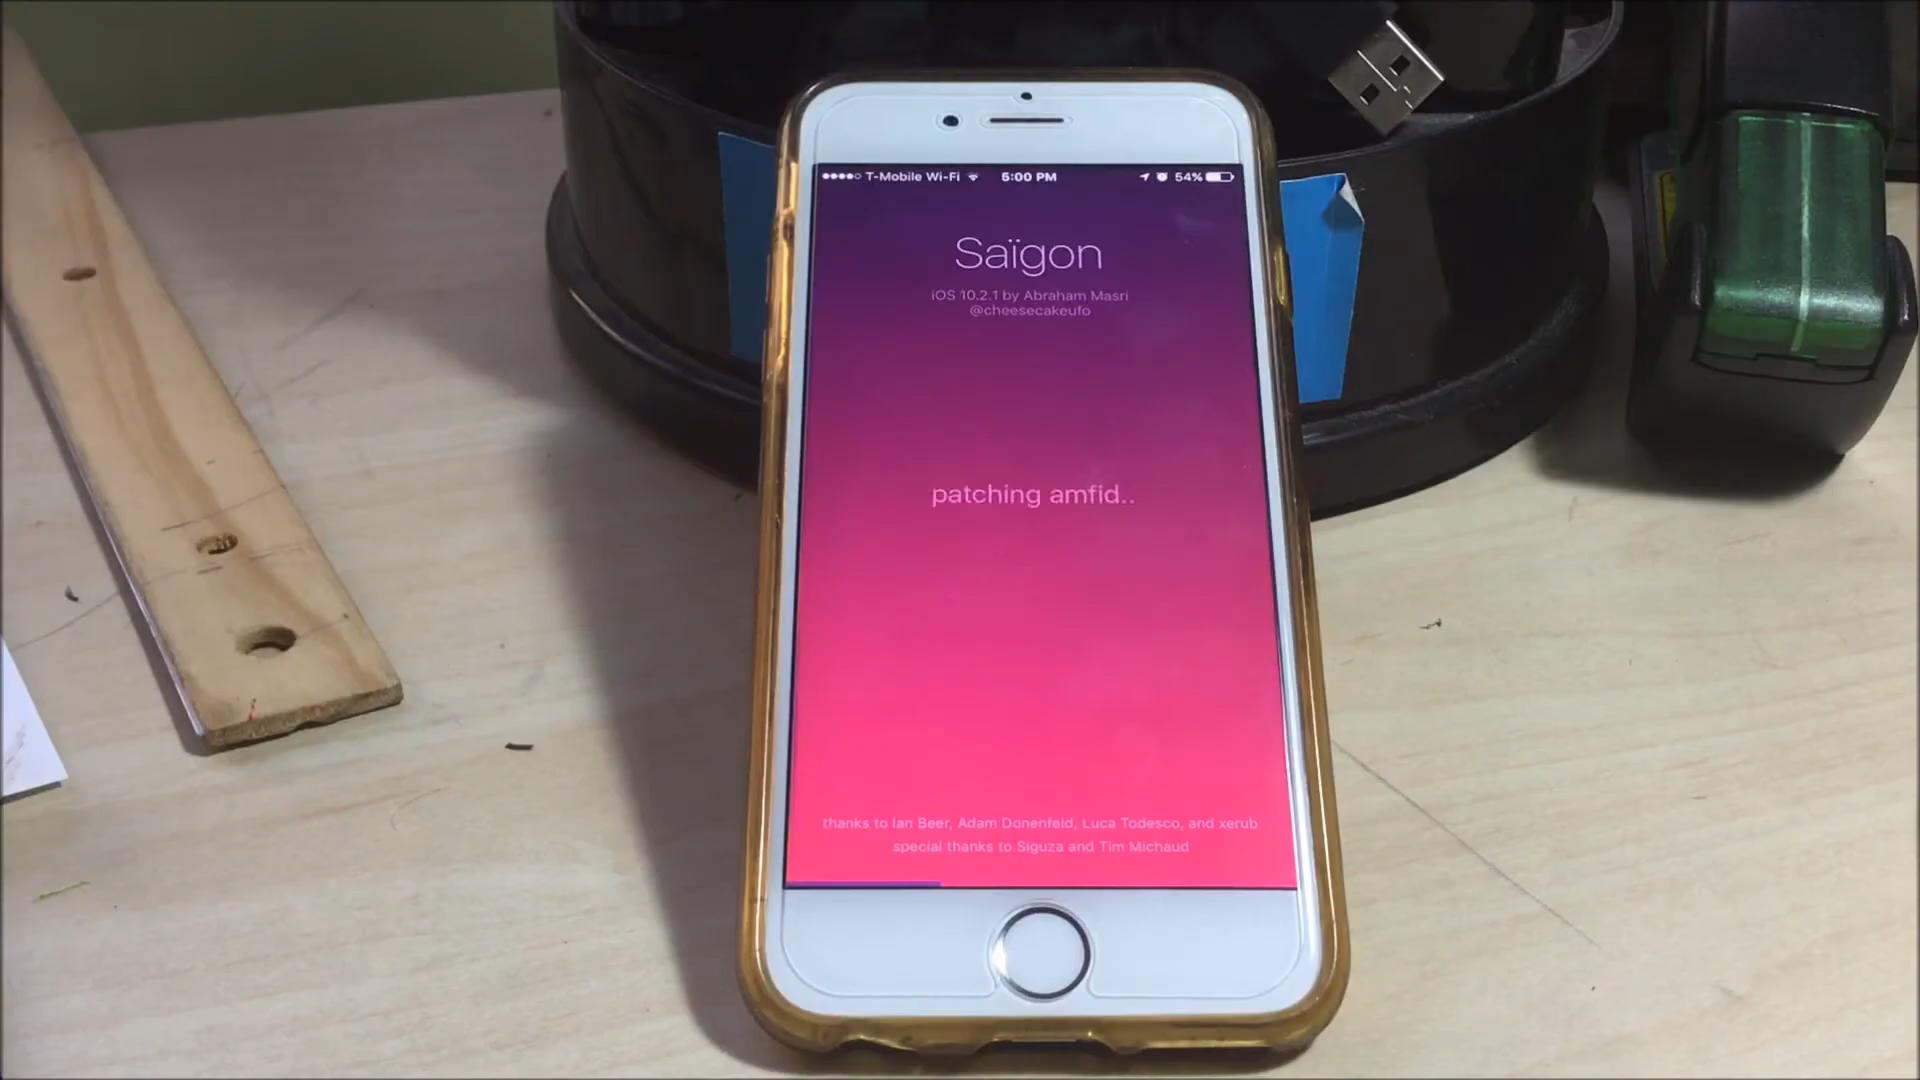 T-Mobile Wi-Fi 5:00 PM 54%
Saïgon
iOS 10.2.1 by Abraham Masri
@cheesecakeufo
patching amfid..
thanks to Ian Beer, Adam Donenfeld, Luca Todesco, and xerub
special thanks to Siguza and Tim Michaud